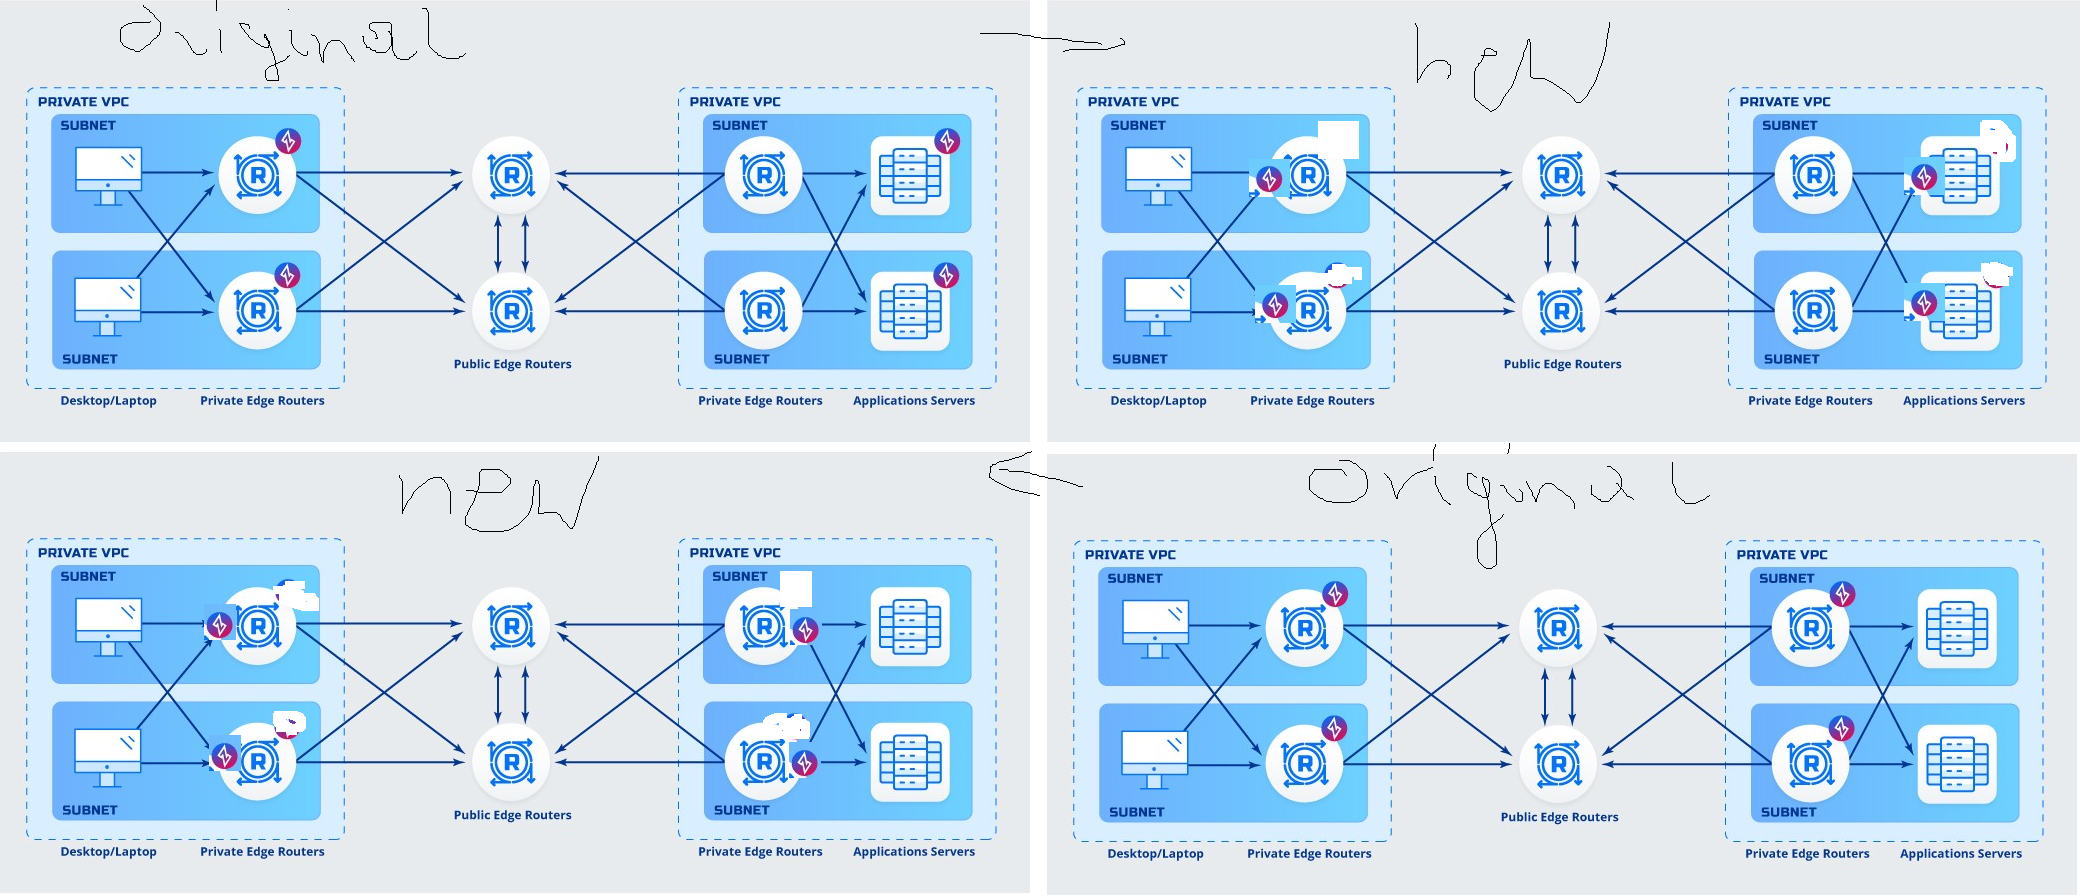 original
new
PRIVATE VPC
SUBNET
R
R
SUBNET
Desktop/Laptop
Private Edge Routers
R
R
Public Edge Routers
PRIVATE VPC
SUBNET
R
R
SUBNET
Private Edge Routers
Applications Servers
PRIVATE VPC
SUBNET
R
R
SUBNET
Desktop/Laptop
Private Edge Routers
R
R
Public Edge Routers
PRIVATE VPC
SUBNET
R
R
SUBNET
Private Edge Routers
Applications Servers
new
original
PRIVATE VPC
SUBNET
R
R
SUBNET
Desktop/Laptop
Private Edge Routers
R
R
Public Edge Routers
PRIVATE VPC
SUBNET
R
R
SUBNET
Private Edge Routers
Applications Servers
PRIVATE VPC
SUBNET
R
R
SUBNET
Desktop/Laptop
Private Edge Routers
R
R
Public Edge Routers
PRIVATE VPC
SUBNET
R
R
SUBNET
Private Edge Routers
Applications Servers